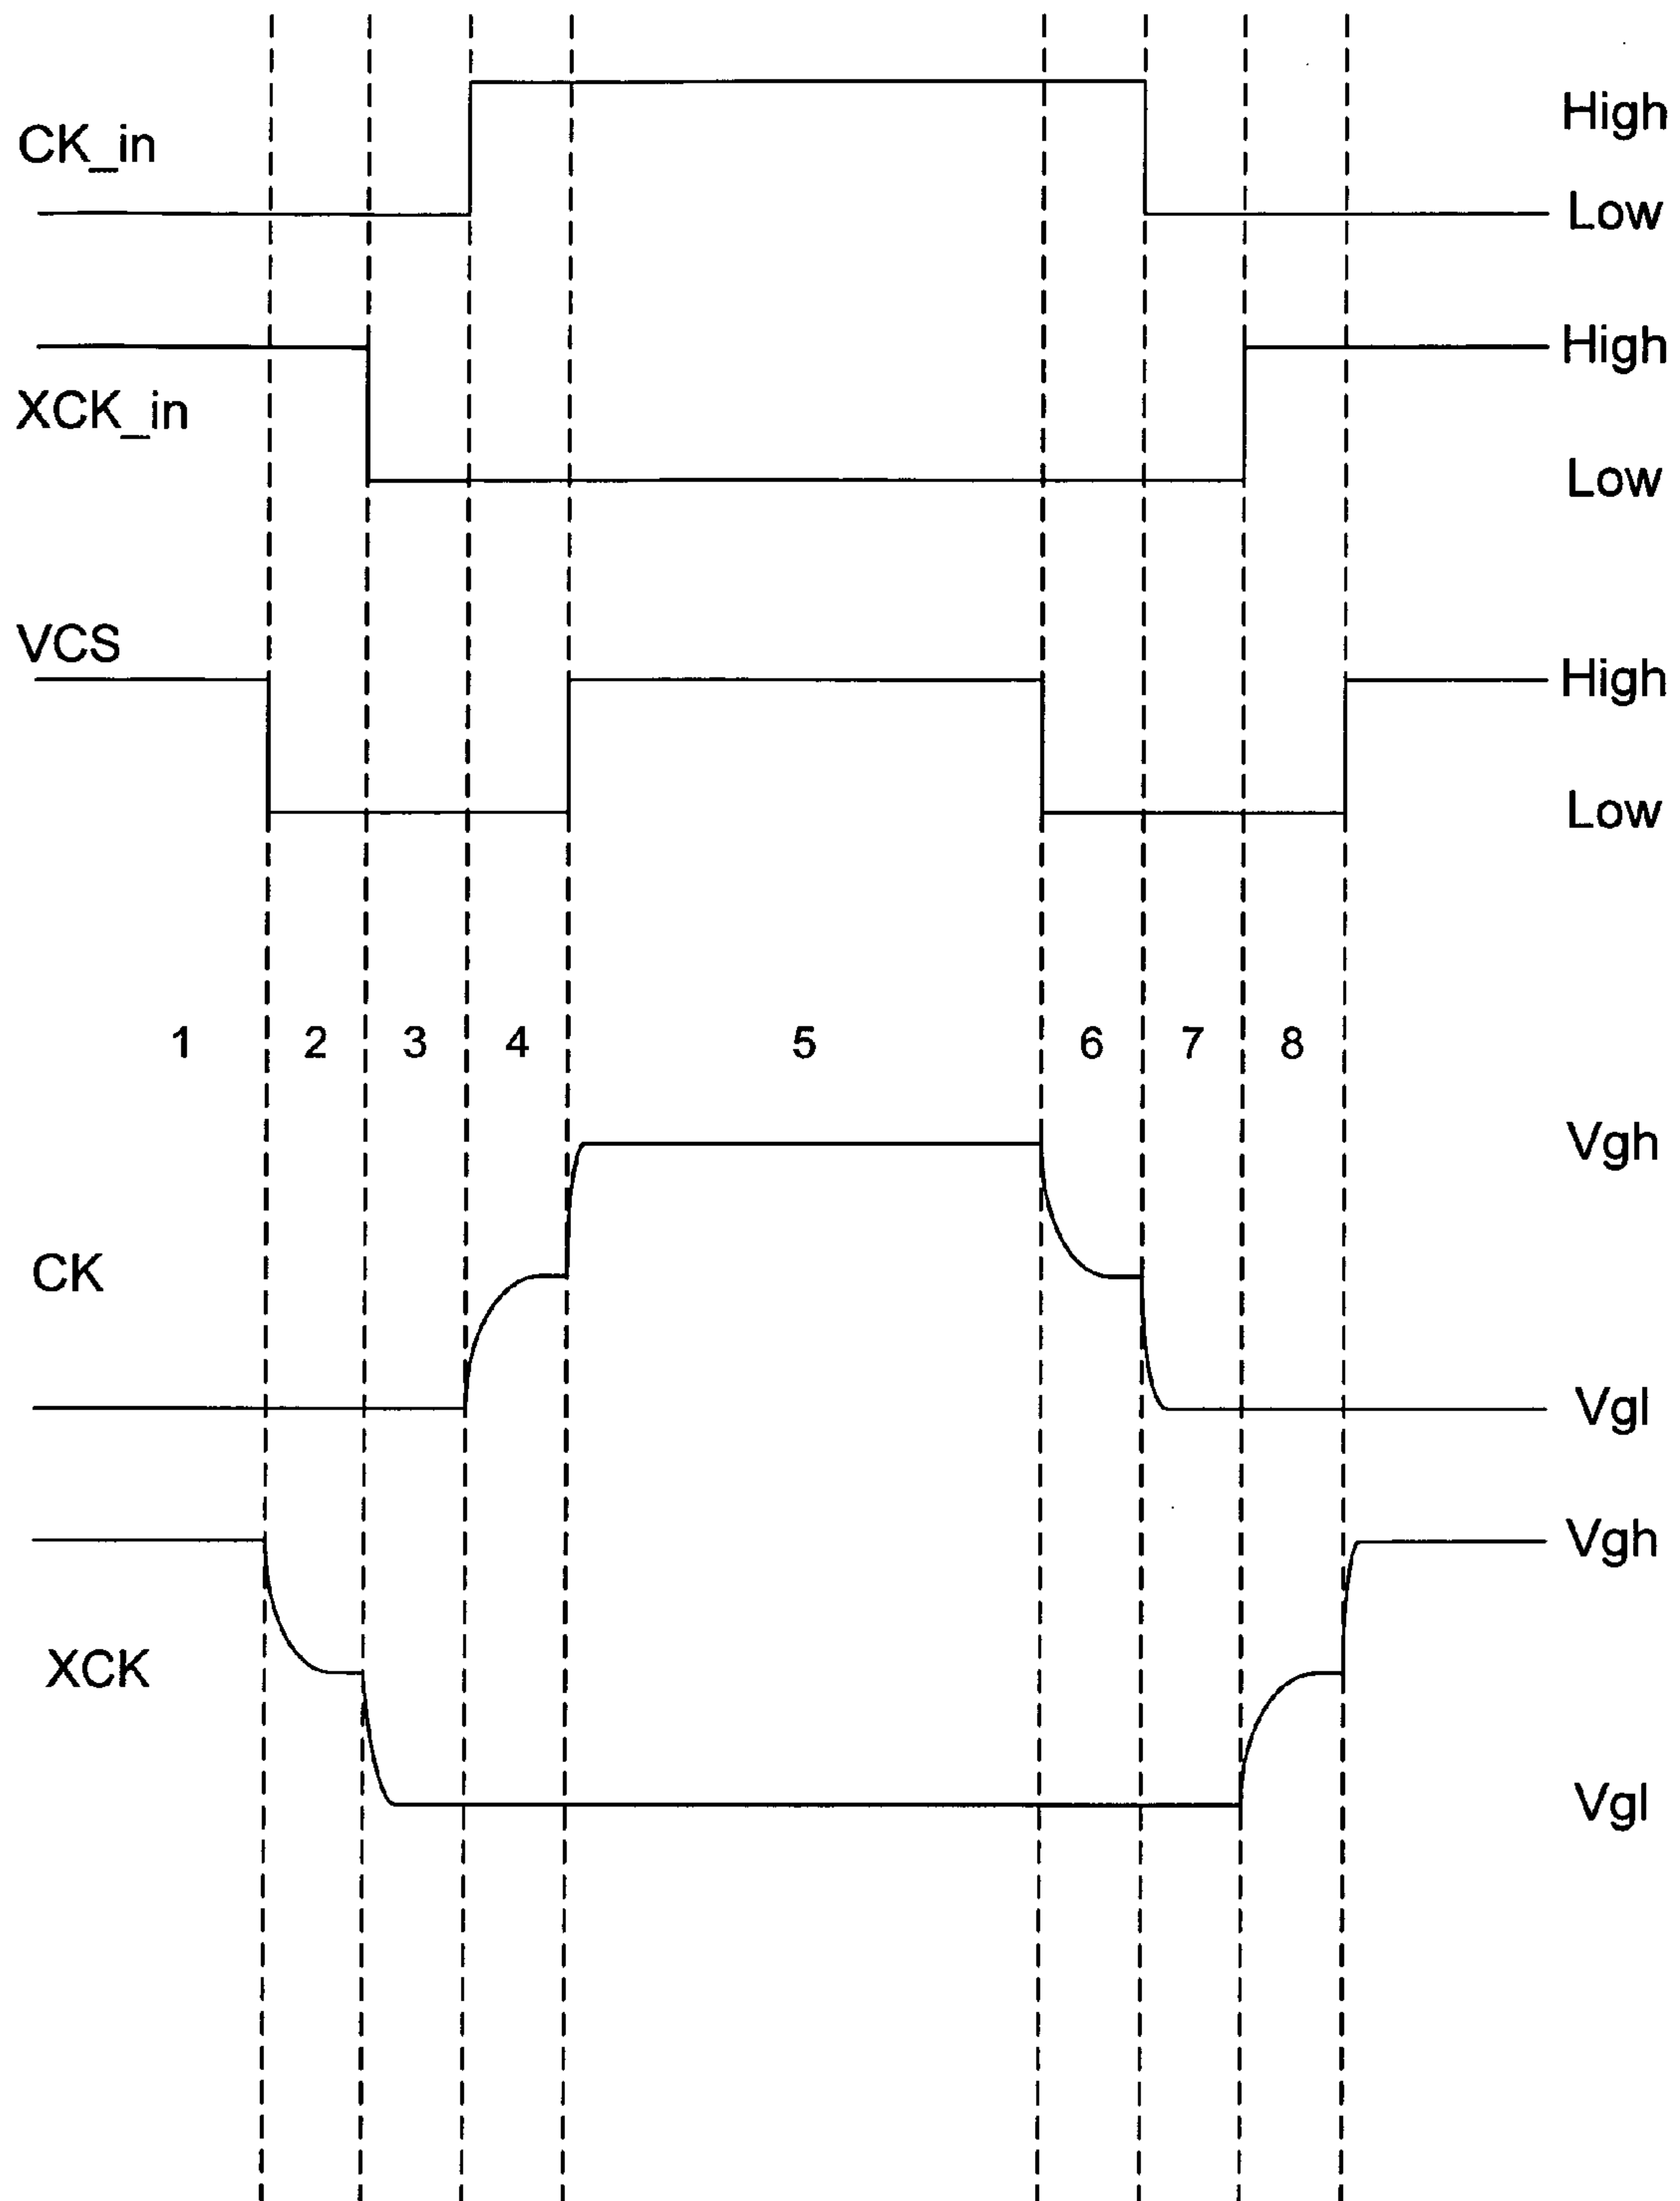 CK_in
High
Low
XCK_in
High
Low
VCS
High
Low
1 2 3 4 5 6 7 8
Vgh
CK
Vgl
Vgh
XCK
Vgl